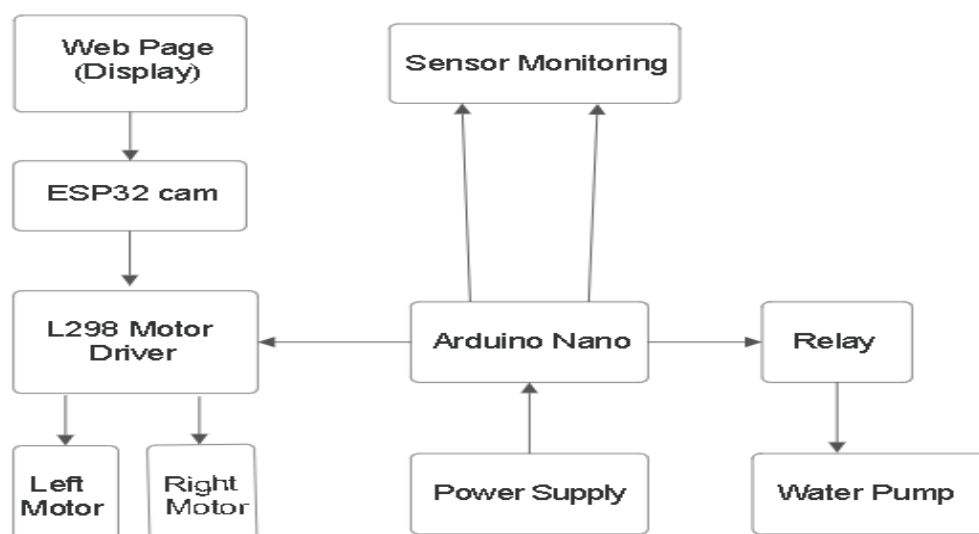 Web Page
(Display)
Sensor Monitoring
ESP32 cam
L298 Motor
Driver
Arduino Nano
Relay
Left
Motor
Right
Motor
Power Supply
Water Pump